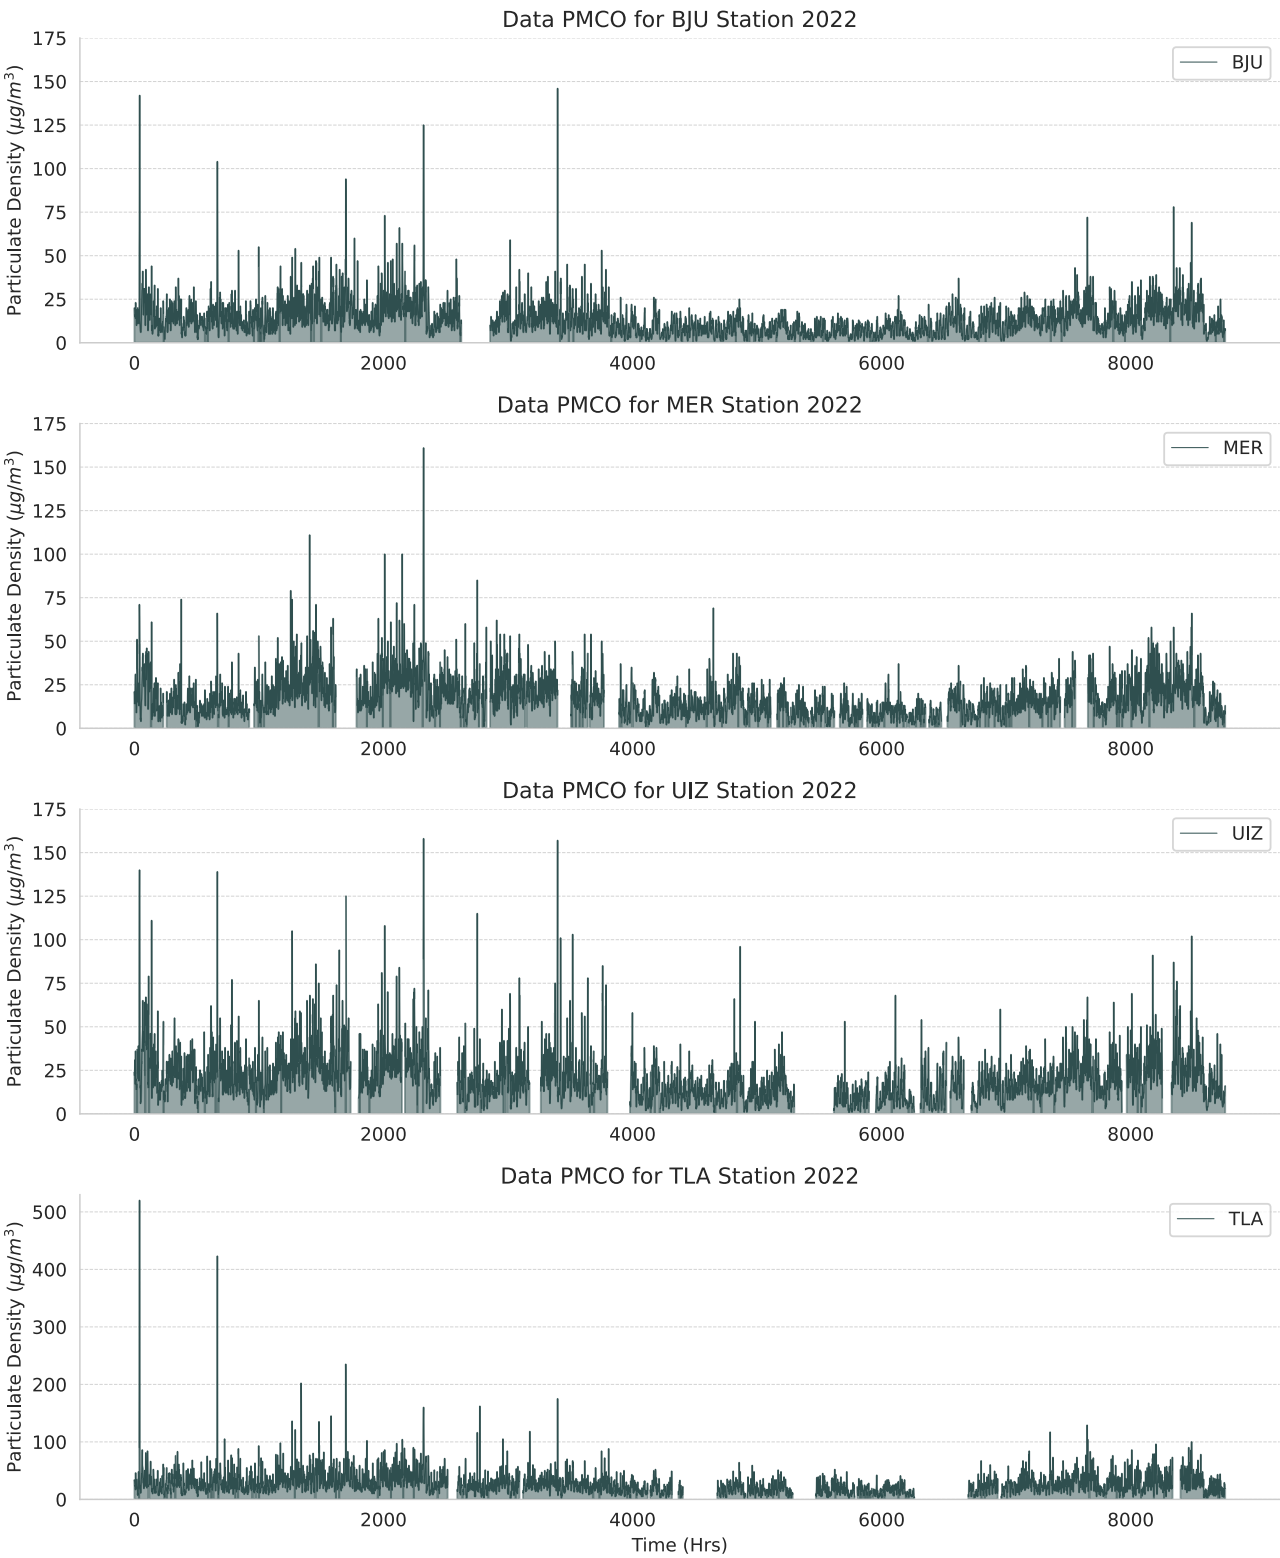 Data PMCO for BJU Station 2022
175
150
125
100
75
50
25
0
Particulate Density (μg/m³)
BJU
0 2000 4000 6000 8000
Data PMCO for MER Station 2022
175
150
125
100
75
50
25
0
Particulate Density (μg/m³)
MER
0 2000 4000 6000 8000
Data PMCO for UIZ Station 2022
175
150
125
100
75
50
25
0
Particulate Density (μg/m³)
UIZ
0 2000 4000 6000 8000
Data PMCO for TLA Station 2022
500
400
300
200
100
0
Particulate Density (μg/m³)
TLA
0 2000 4000 6000 8000
Time (Hrs)